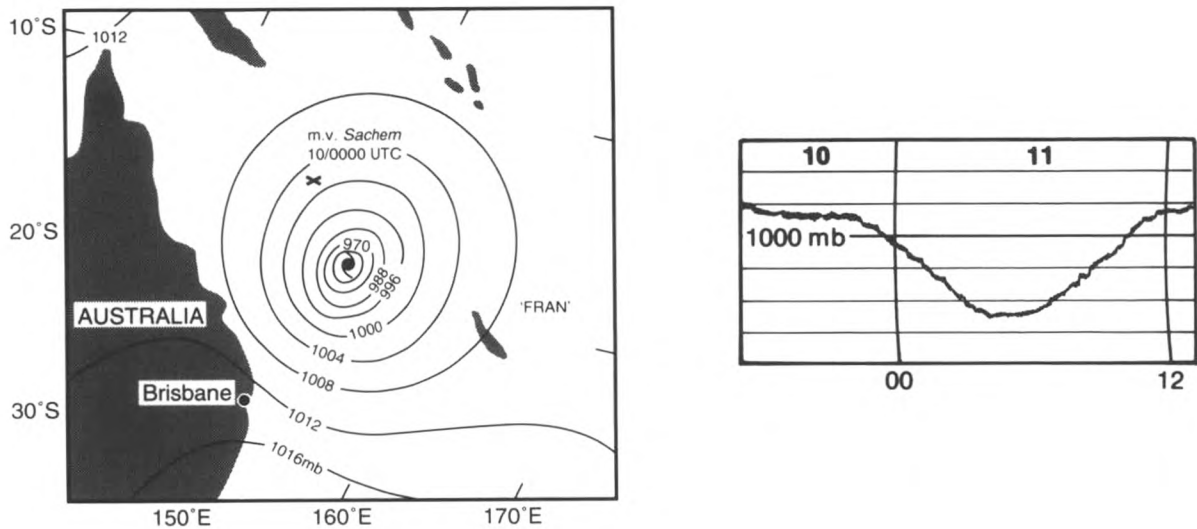 10°S
1012
m.v. Sachem
10/0000 UTC
20°S
970
988
996
'FRAN'
AUSTRALIA
1000
1004
1008
Brisbane
30°S
1012
1016mb
150°E 160°E 170°E
10 11
1000 mb
00 12